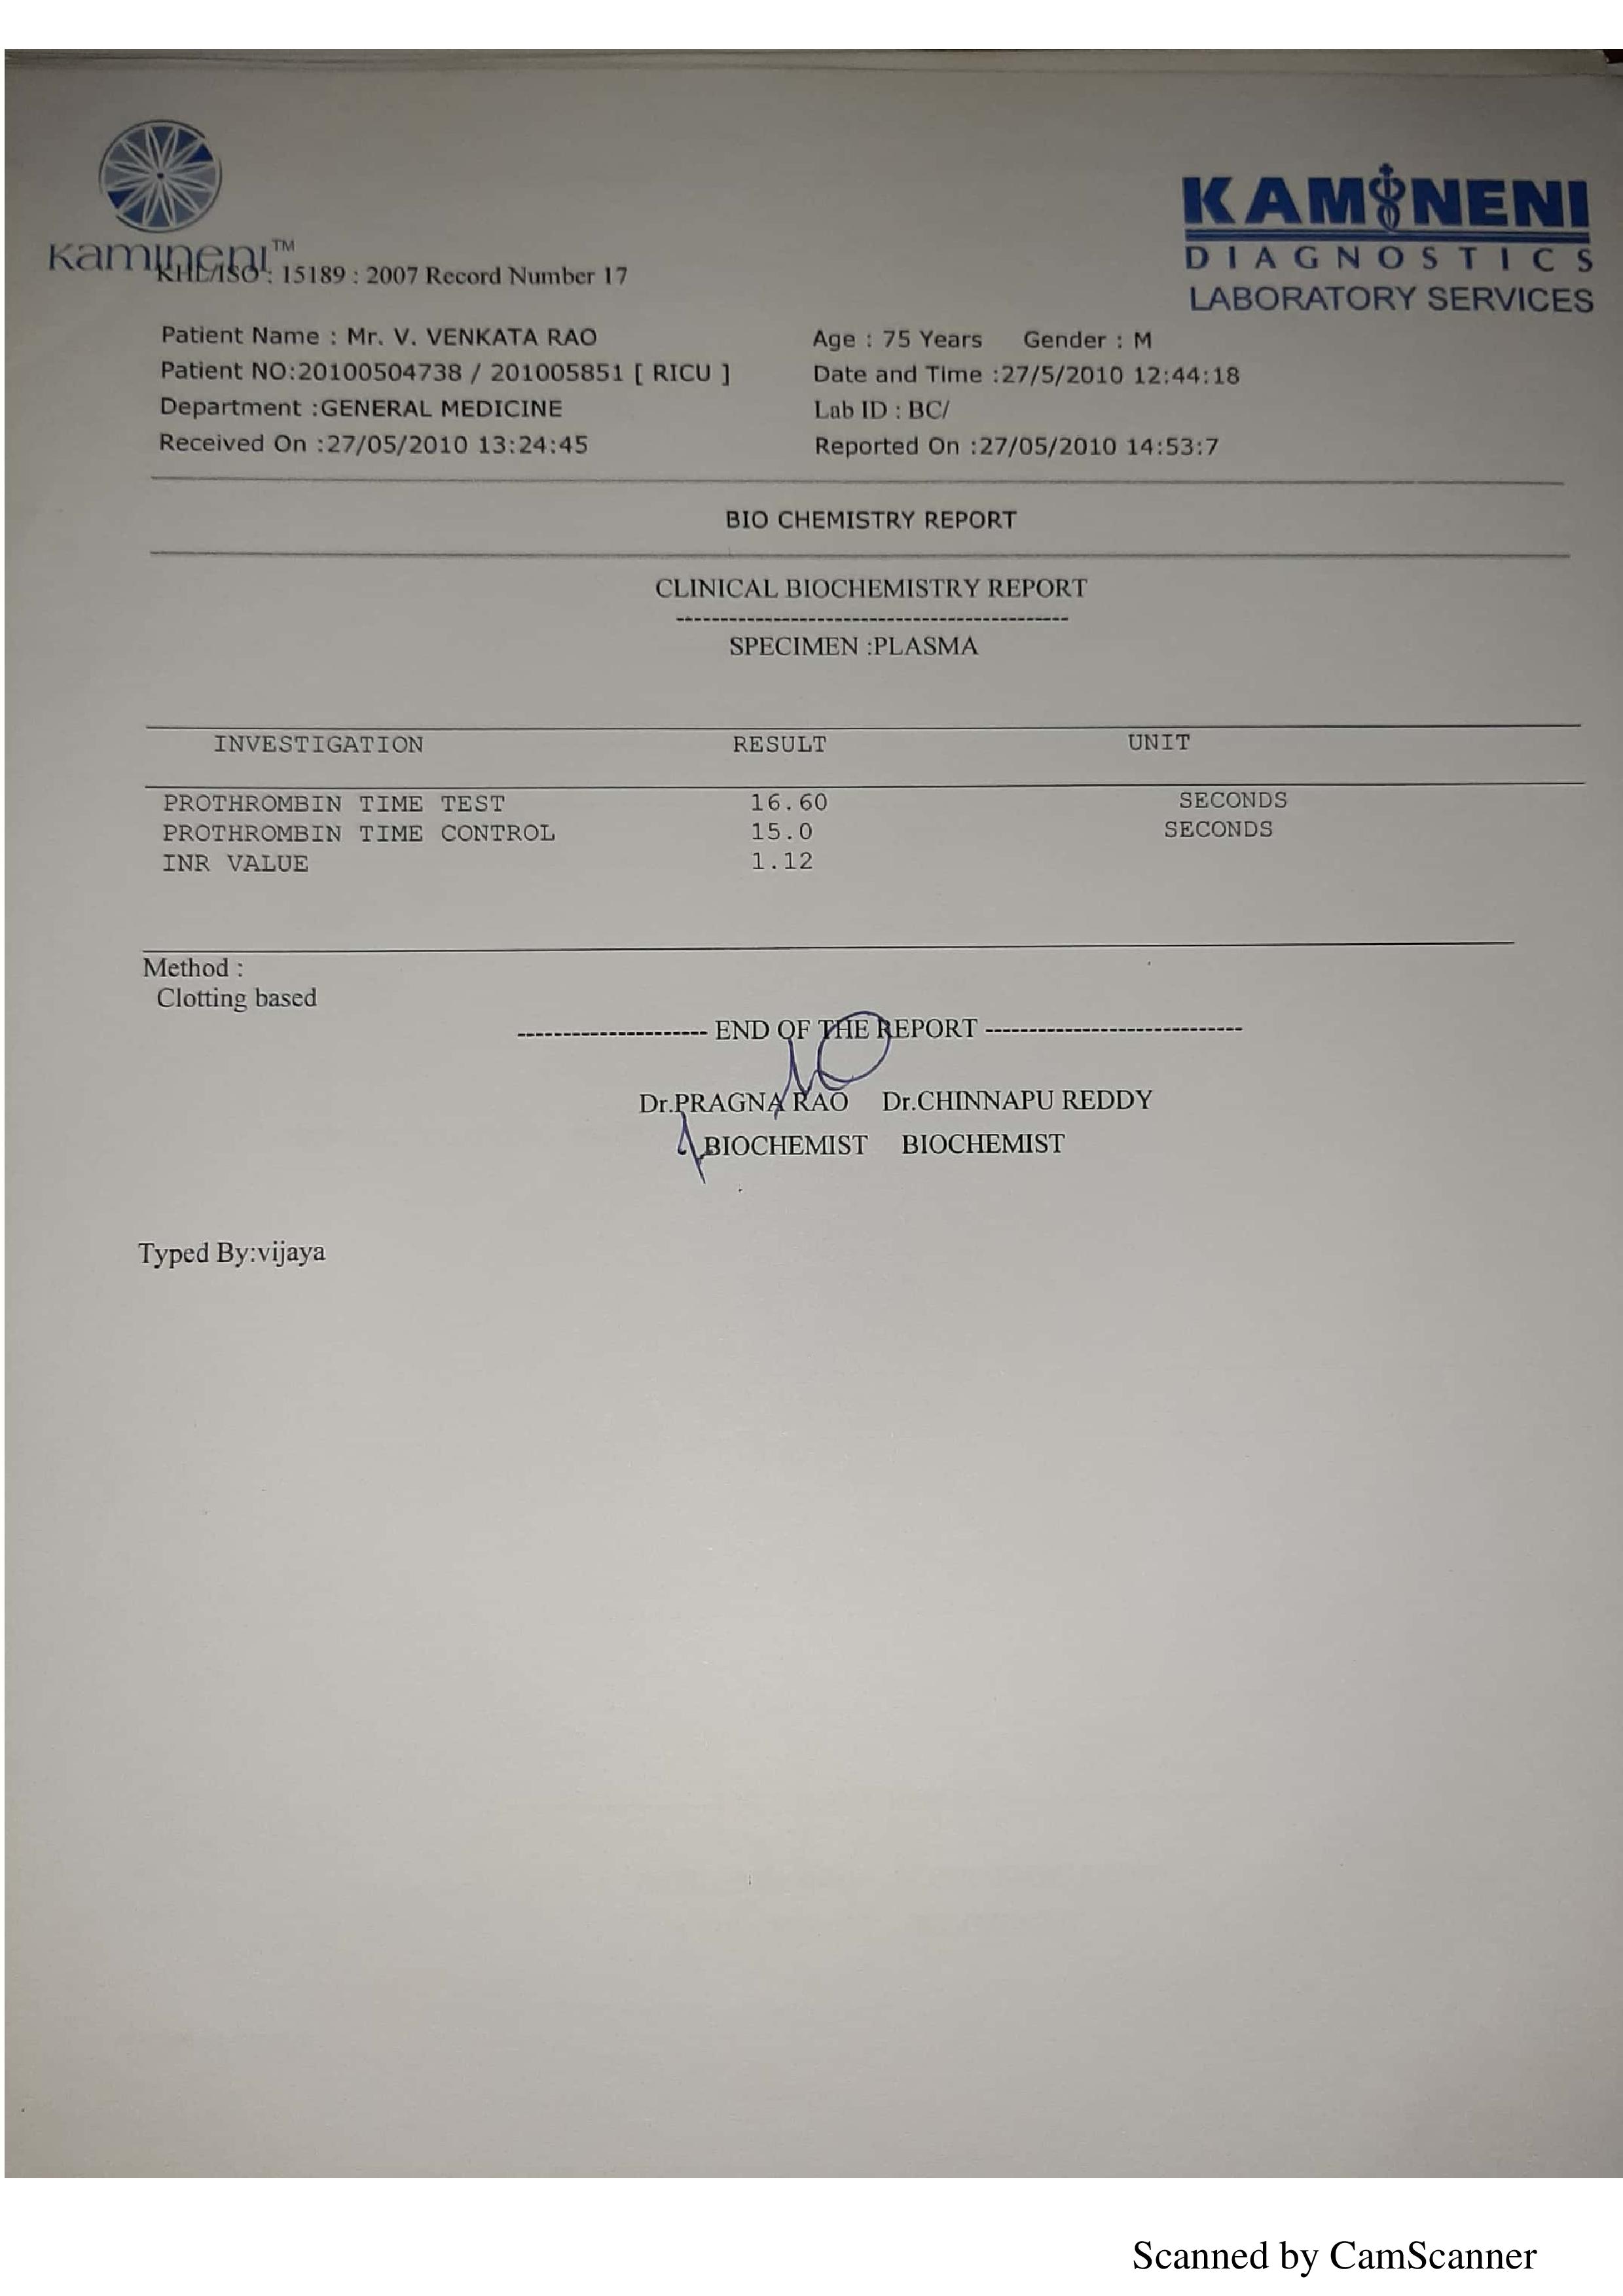 kamineni™
KHL/ISO : 15189 : 2007 Record Number 17
KAMINENI
DIAGNOSTICS
LABORATORY SERVICES
Patient Name : Mr. V. VENKATA RAO Age : 75 Years Gender : M
Patient NO:20100504738 / 201005851 [ RICU ] Date and Time :27/5/2010 12:44:18
Department :GENERAL MEDICINE Lab ID : BC/
Received On :27/05/2010 13:24:45 Reported On :27/05/2010 14:53:7
BIO CHEMISTRY REPORT
CLINICAL BIOCHEMISTRY REPORT
--------------------------------------------
SPECIMEN :PLASMA
INVESTIGATION RESULT UNIT
PROTHROMBIN TIME TEST 16.60 SECONDS
PROTHROMBIN TIME CONTROL 15.0 SECONDS
INR VALUE 1.12
Method :
Clotting based
---------------------- END OF THE REPORT ------------------------------
Dr.PRAGNA RAO Dr.CHINNAPU REDDY
BIOCHEMIST BIOCHEMIST
Typed By:vijaya
Scanned by CamScanner